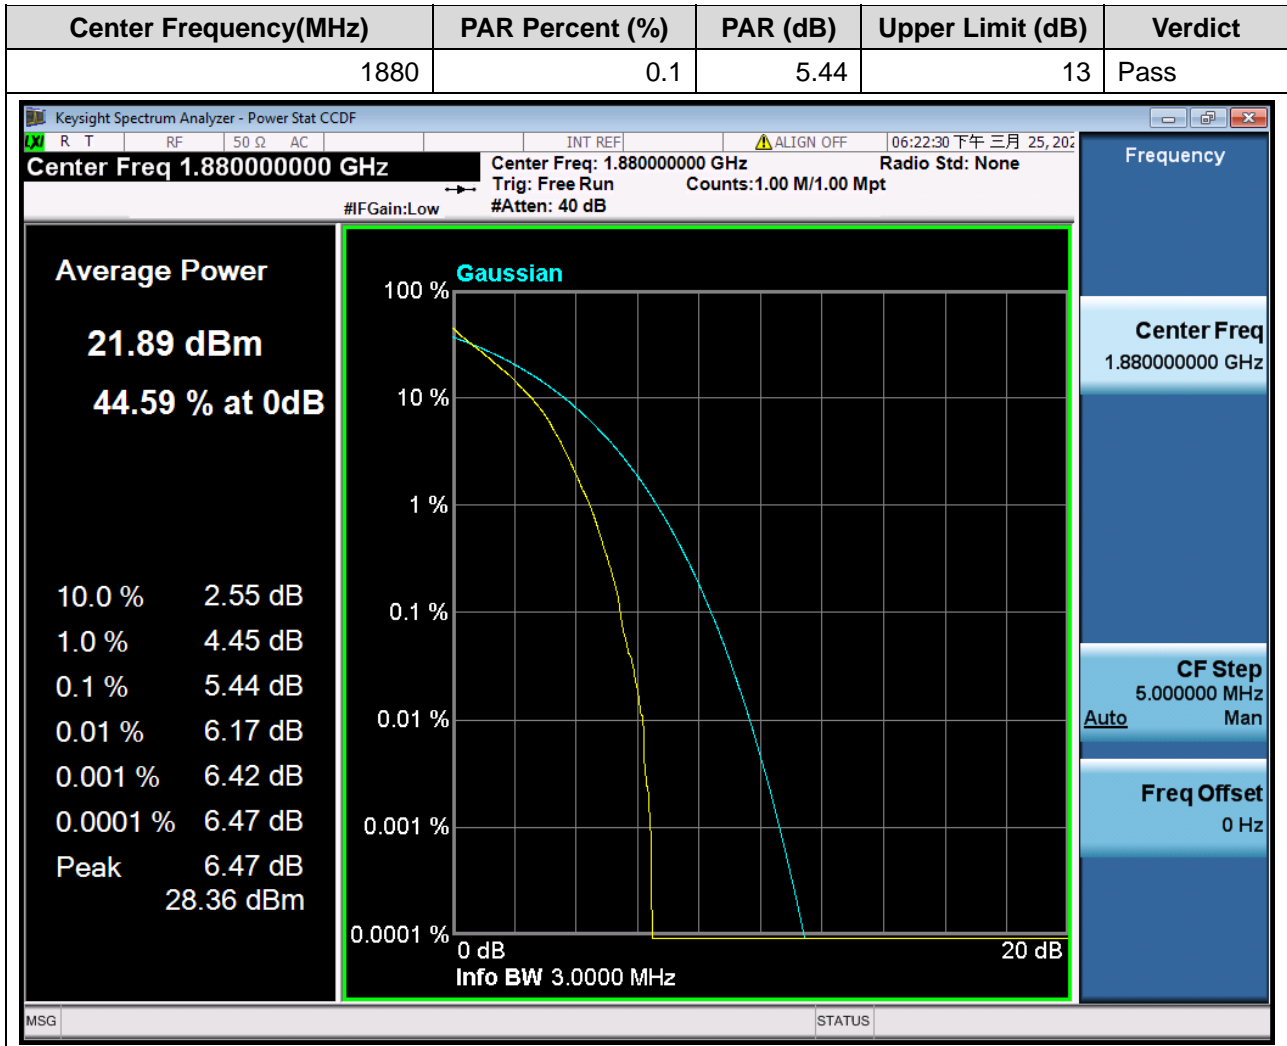 Center Frequency(MHz) PAR Percent (%) PAR (dB) Upper Limit (dB) Verdict
1880 0.1 5.44 13 Pass
Keysight Spectrum Analyzer - Power Stat CCDF
LXI R T RF 50 Ω AC INT REF ALIGN OFF 06:22:30 下午 三月 25, 202
Center Freq 1.880000000 GHz
Center Freq: 1.880000000 GHz Radio Std: None
Trig: Free Run Counts:1.00 M/1.00 Mpt
#IFGain:Low #Atten: 40 dB
Average Power
21.89 dBm
44.59 % at 0dB
10.0 % 2.55 dB
1.0 % 4.45 dB
0.1 % 5.44 dB
0.01 % 6.17 dB
0.001 % 6.42 dB
0.0001 % 6.47 dB
Peak 6.47 dB
28.36 dBm
Gaussian
100 %
10 %
1 %
0.1 %
0.01 %
0.001 %
0.0001 %
0 dB 20 dB
Info BW 3.0000 MHz
Frequency
Center Freq
1.880000000 GHz
CF Step
5.000000 MHz
Auto Man
Freq Offset
0 Hz
MSG STATUS